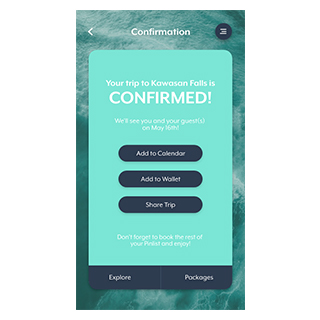 Confirmation
Your trip to Kawasan Falls is
CONFIRMED!
We'll see you and your guest(s)
on May 16th!
Add to Calendar
Add to Wallet
Share Trip
Don't forget to book the rest of
your Pinlist and enjoy!
Explore
Packages